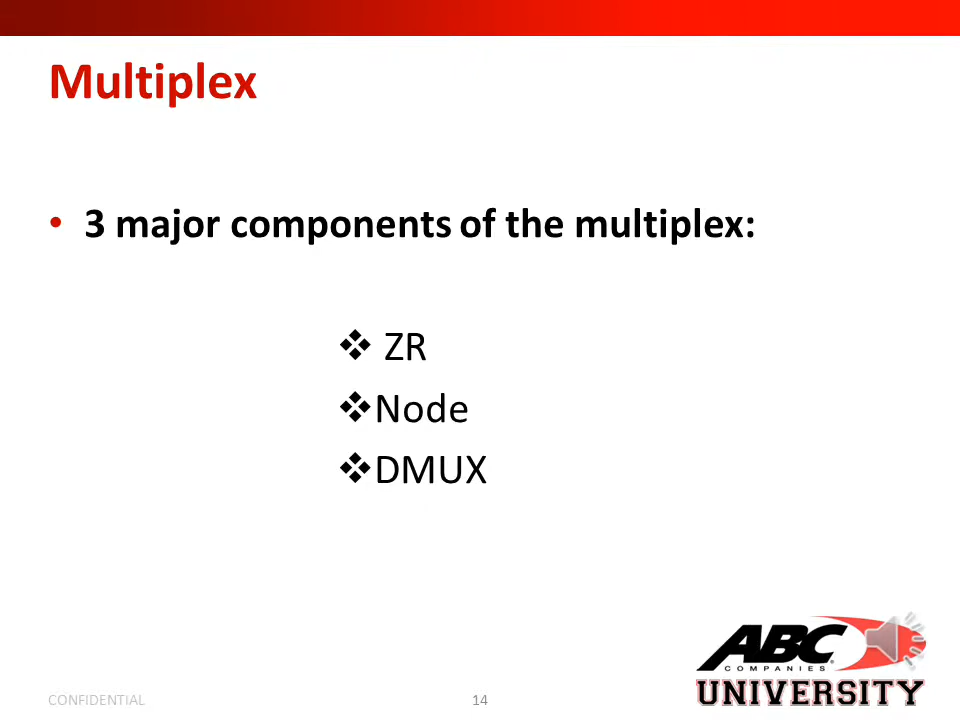 Multiplex
• 3 major components of the multiplex:
❖ ZR
❖Node
❖DMUX
ABC
COMPANIES
UNIVERSITY
CONFIDENTIAL
14